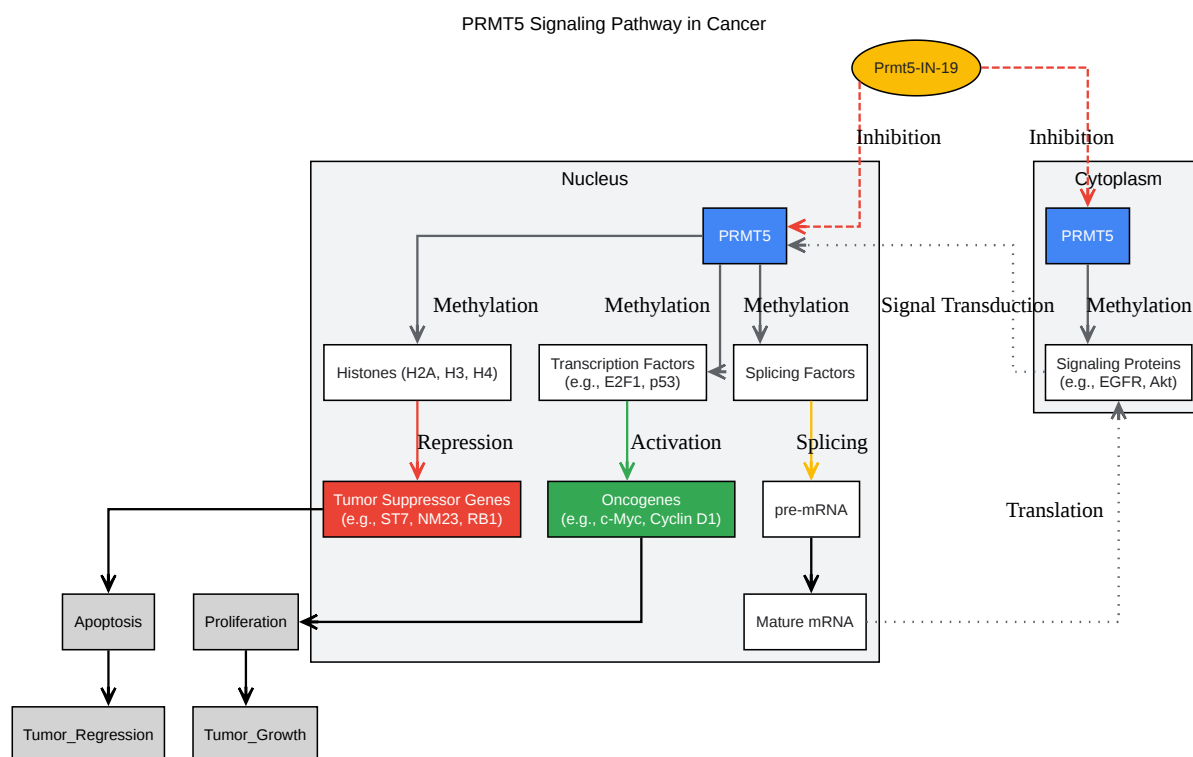 PRMT5 Signaling Pathway in Cancer
Prmt5-IN-19
Inhibition
Inhibition
Nucleus
Cytoplasm
PRMT5
PRMT5
Methylation
Methylation
Methylation
Signal Transduction
Methylation
Histones (H2A, H3, H4)
Transcription Factors
(e.g., E2F1, p53)
Splicing Factors
Signaling Proteins
(e.g., EGFR, Akt)
Repression
Activation
Splicing
Tumor Suppressor Genes
(e.g., ST7, NM23, RB1)
Oncogenes
(e.g., c-Myc, Cyclin D1)
pre-mRNA
Translation
Apoptosis
Proliferation
Mature mRNA
Tumor_Regression
Tumor_Growth